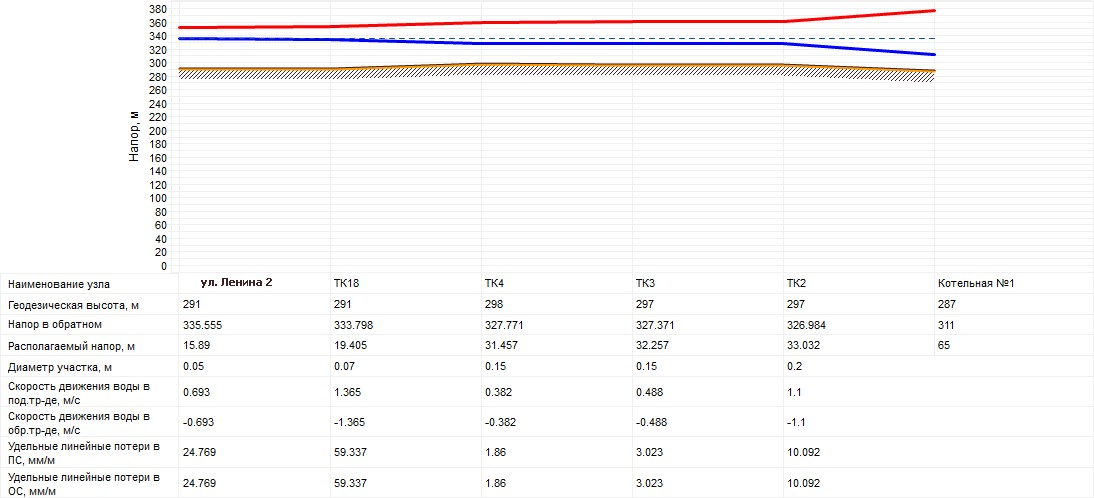 380
360
340
320
300
280
260
240
220
200
180
160
140
120
100
80
60
40
20
0
Напор, м
Наименование узла ул. Ленина 2 ТК18 ТК4 ТК3 ТК2 Котельная №1
Геодезическая высота, м 291 291 298 297 297 287
Напор в обратном 335.555 333.798 327.771 327.371 326.984 311
Располагаемый напор, м 15.89 19.405 31.457 32.257 33.032 65
Диаметр участка, м 0.05 0.07 0.15 0.15 0.2
Скорость движения воды в
под.тр-де, м/с 0.693 1.365 0.382 0.488 1.1
Скорость движения воды в
обр.тр-де, м/с -0.693 -1.365 -0.382 -0.488 -1.1
Удельные линейные потери в
ПС, мм/м 24.769 59.337 1.86 3.023 10.092
Удельные линейные потери в
ОС, мм/м 24.769 59.337 1.86 3.023 10.092